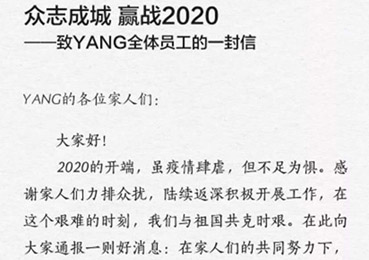 众志成城 赢战2020
——致YANG全体员工的一封信
YANG的各位家人们：
大家好！
2020的开端，虽疫情肆虐，但不足为惧。感
谢家人们力排众扰，陆续返深积极开展工作，在
这个艰难的时刻，我们与祖国共克时艰。在此向
大家通报一则好消息：在家人们的共同努力下，